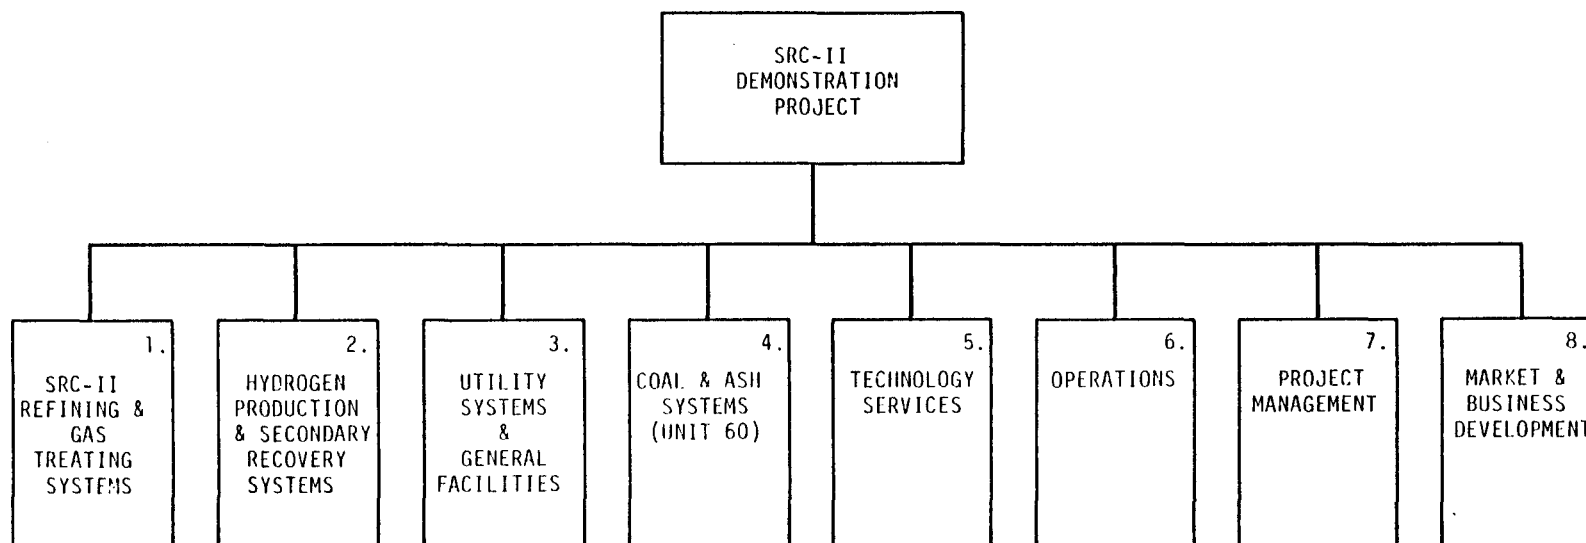 SRC-II
DEMONSTRATION
PROJECT
1.
SRC-II
REFINING &
GAS
TREATING
SYSTEMS
2.
HYDROGEN
PRODUCTION
& SECONDARY
RECOVERY
SYSTEMS
3.
UTILITY
SYSTEMS
&
GENERAL
FACILITIES
4.
COAL & ASH
SYSTEMS
(UNIT 60)
5.
TECHNOLOGY
SERVICES
6.
OPERATIONS
7.
PROJECT
MANAGEMENT
8.
MARKET &
BUSINESS
DEVELOPMENT